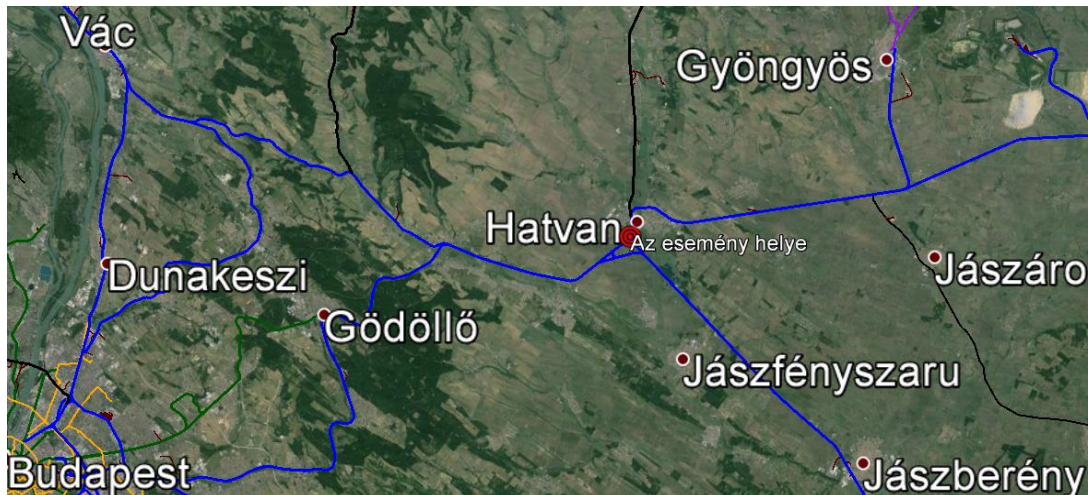 Vác
Gyöngyös
Hatvan
Az esemény helye
Dunakeszi
Jászáro
Gödöllő
Jászfényszaru
Budapest
Jászberény